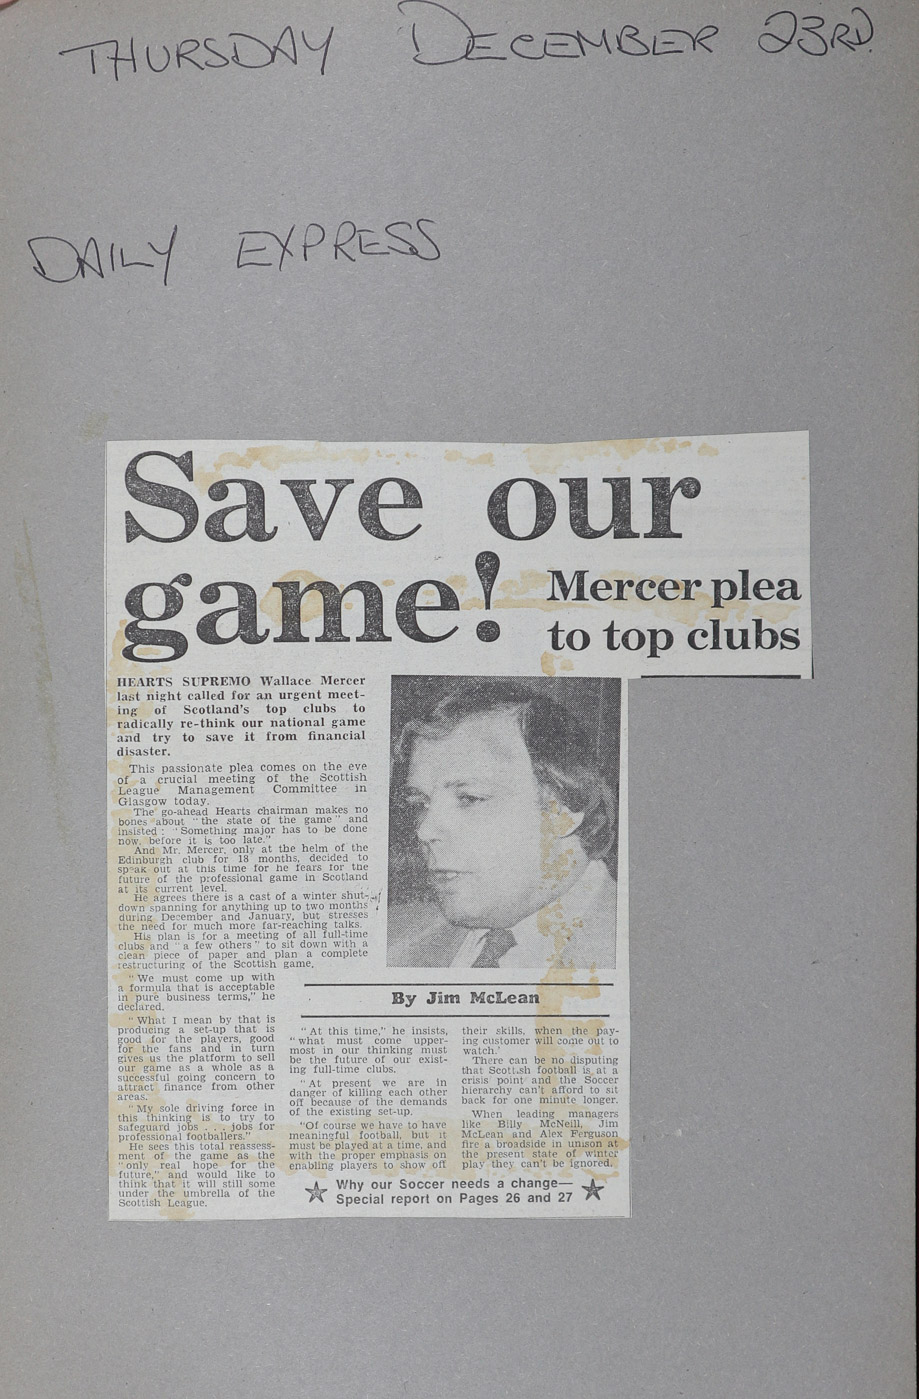 THURSDAY DECEMBER 23RD.
DAILY EXPRESS
Save our
game!
Mercer plea
to top clubs
HEARTS SUPREMO Wallace Mercer
last night called for an urgent meet-
ing of Scotland's top clubs to
radically re-think our national game
and try to save it from financial
disaster.
This passionate plea comes on the eve
of a crucial meeting of the Scottish
League Management Committee in
Glasgow today.
The go-ahead Hearts chairman makes no
bones about "the state of the game" and
insisted: "Something major has to be done
now, before it is too late."
And Mr. Mercer, only at the helm of the
Edinburgh club for 18 months, decided to
speak out at this time for he fears for the
future of the professional game in Scotland
at its current level.
He agrees there is a cast of a winter shut-
down spanning for anything up to two months
during December and January, but stresses
the need for much more far-reaching talks.
His plan is for a meeting of all full-time
clubs and "a few others" to sit down with a
clean piece of paper and plan a complete
restructuring of the Scottish game.
"We must come up with
a formula that is acceptable
in pure business terms," he
declared.
"What I mean by that is
producing a set-up that is
good for the players, good
for the fans and in turn
gives us the platform to sell
our game as a whole as a
successful going concern to
attract finance from other
areas.
"My sole driving force in
this thinking is to try to
safeguard jobs . . . jobs for
professional footballers."
He sees this total reassess-
ment of the game as the
"only real hope for the
future," and would like to
think that it will still some
under the umbrella of the
Scottish League.
By Jim McLean
"At this time," he insists,
"what must come upper-
most in our thinking must
be the future of our exist-
ing full-time clubs.
"At present we are in
danger of killing each other
off because of the demands
of the existing set-up.
"Of course we have to have
meaningful football, but it
must be played at a time, and
with the proper emphasis on
enabling players to show off
their skills, when the pay-
ing customer will come out to
watch.'
There can be no disputing
that Scottish football is at a
crisis point and the Soccer
hierarchy can't afford to sit
back for one minute longer.
When leading managers
like Billy McNeill, Jim
McLean and Alex Ferguson
fire a broadside in unison at
the present state of winter
play they can't be ignored.
Why our Soccer needs a change—
Special report on Pages 26 and 27